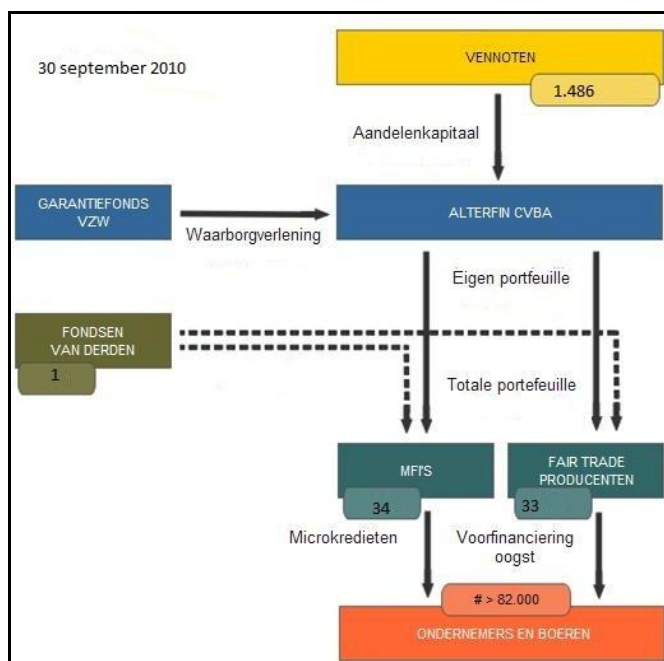 30 september 2010
VENNOTEN
1.486
Aandelenkapitaal
GARANTIEFONDS
VZW
Waarborgverlening
ALTERFIN CVBA
Eigen portfeuille
FONDSEN
VAN DERDEN
1
Totale portefeuille
MFI'S
34
FAIR TRADE
PRODUCENTEN
33
Microkredieten
Voorfinanciering
oogst
# > 82.000
ONDERNEMERS EN BOEREN